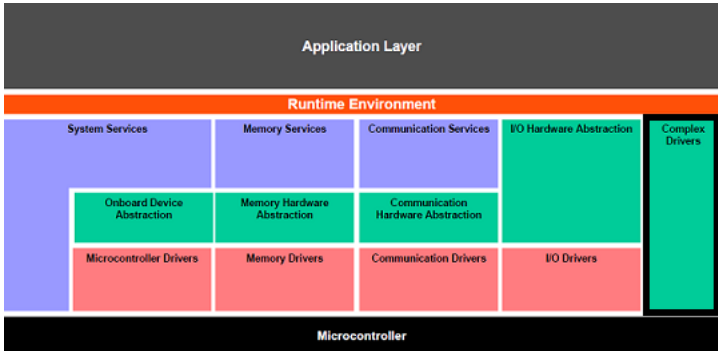 Application Layer
Runtime Environment
System Services
Memory Services
Communication Services
I/O Hardware Abstraction
Complex
Drivers
Onboard Device
Abstraction
Memory Hardware
Abstraction
Communication
Hardware Abstraction
Microcontroller Drivers
Memory Drivers
Communication Drivers
I/O Drivers
Microcontroller